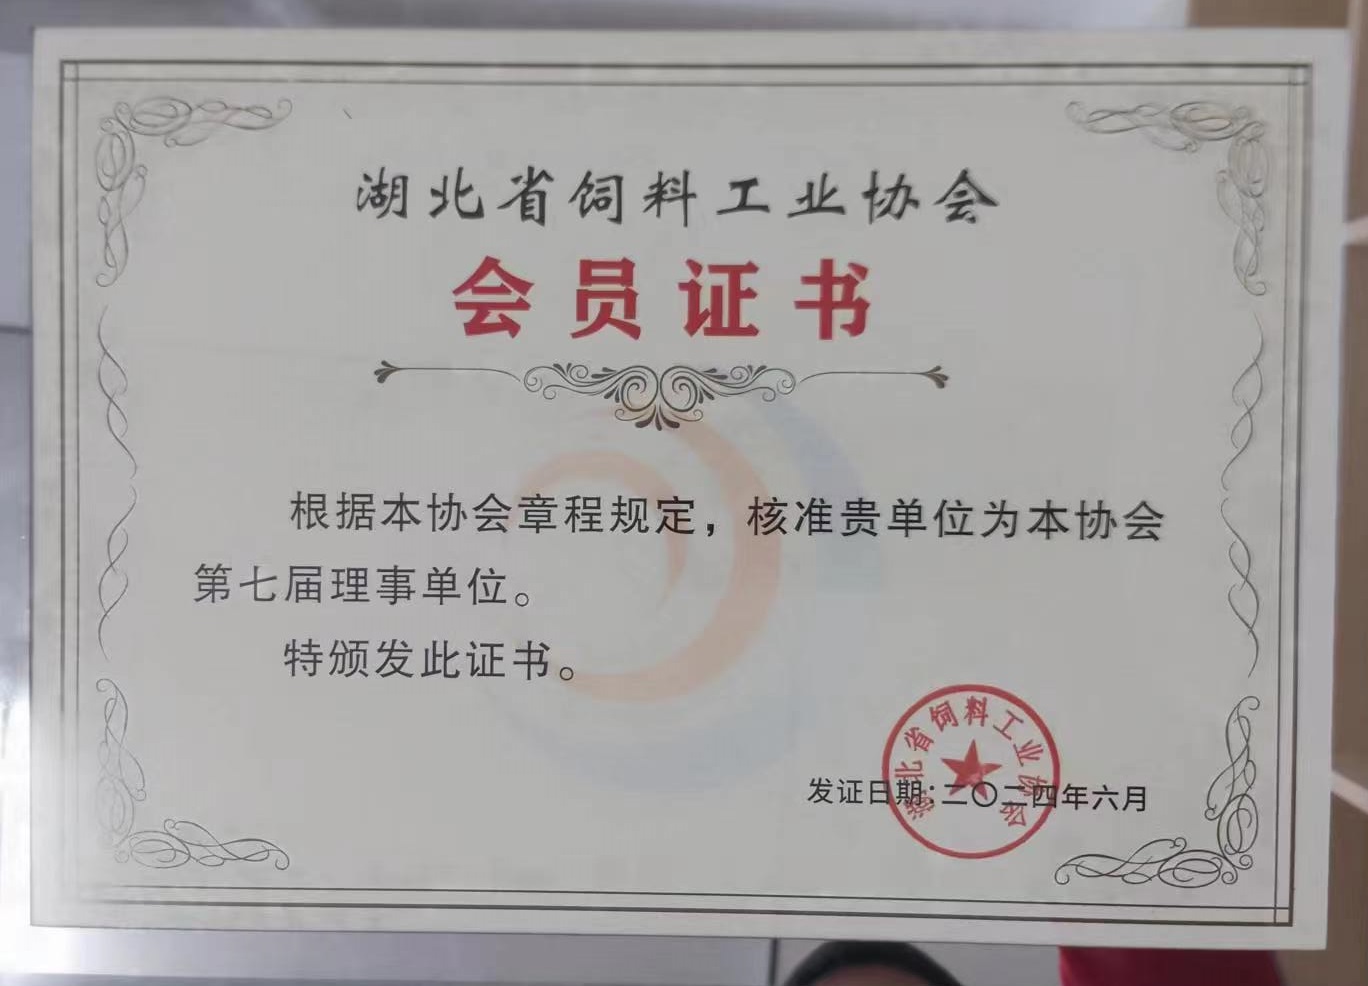 湖北省饲料工业协会
会员证书
根据本协会章程规定，核准贵单位为本协会
第七届理事单位。
特颁发此证书。
湖北省饲料工业协会
发证日期：二〇二四年六月